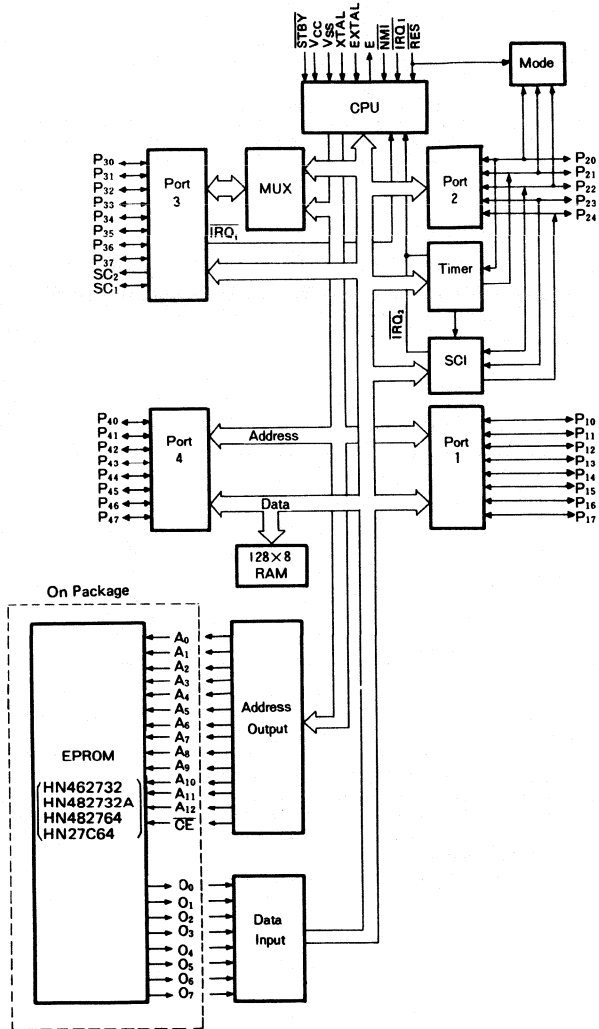 STBY
VCC
VSS
XTAL
EXTAL
E
NMI
IRQ1
RES
Mode
CPU
P30
P31
P32
P33
P34
P35
P36
P37
SC2
SC1
Port
3
MUX
IRQ1
Port
2
P20
P21
P22
P23
P24
Timer
IRQ2
SCI
P40
P41
P42
P43
P44
P45
P46
P47
Port
4
Address
Data
128×8
RAM
Port
1
P10
P11
P12
P13
P14
P15
P16
P17
On Package
EPROM
HN462732
HN482732A
HN482764
HN27C64
A0
A1
A2
A3
A4
A5
A6
A7
A8
A9
A10
A11
A12
CE
Address
Output
O0
O1
O2
O3
O4
O5
O6
O7
Data
Input